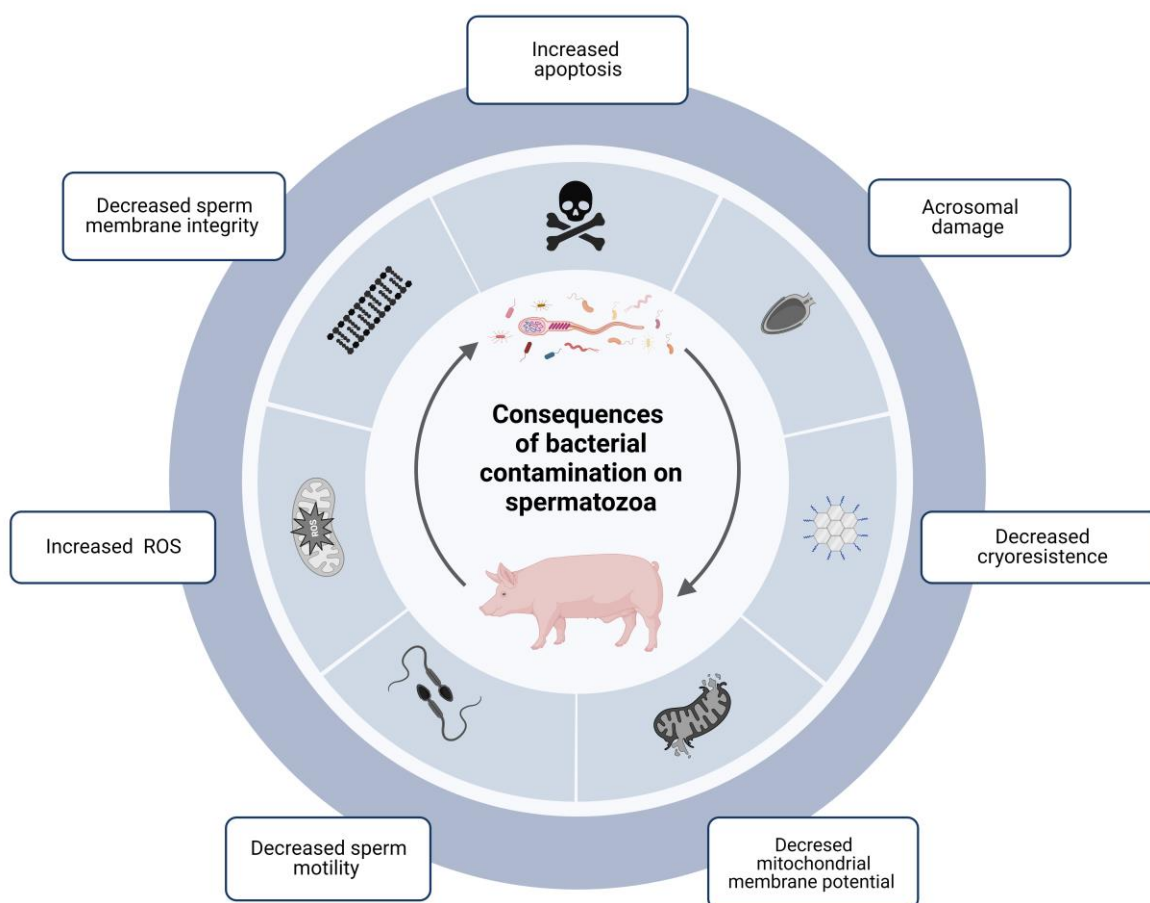 Increased
apoptosis
Decreased sperm
membrane integrity
Acrosomal
damage
Consequences
of bacterial
contamination on
spermatozoa
ROS
Increased ROS
Decreased
cryoresistence
Decreased sperm
motility
Decresed
mitochondrial
membrane potential